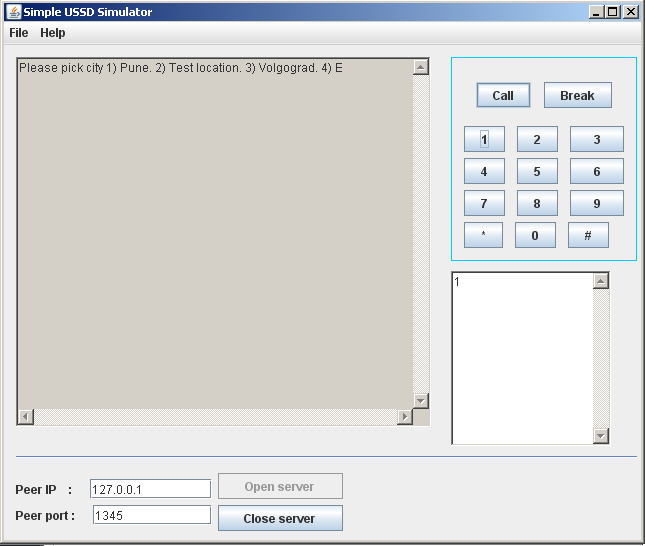 Simple USSD Simulator
File Help
Please pick city 1) Pune. 2) Test location. 3) Volgograd. 4) E
Call Break
1 2 3
4 5 6
7 8 9
* 0 #
1
Peer IP : 127.0.0.1 Open server
Peer port : 1345 Close server